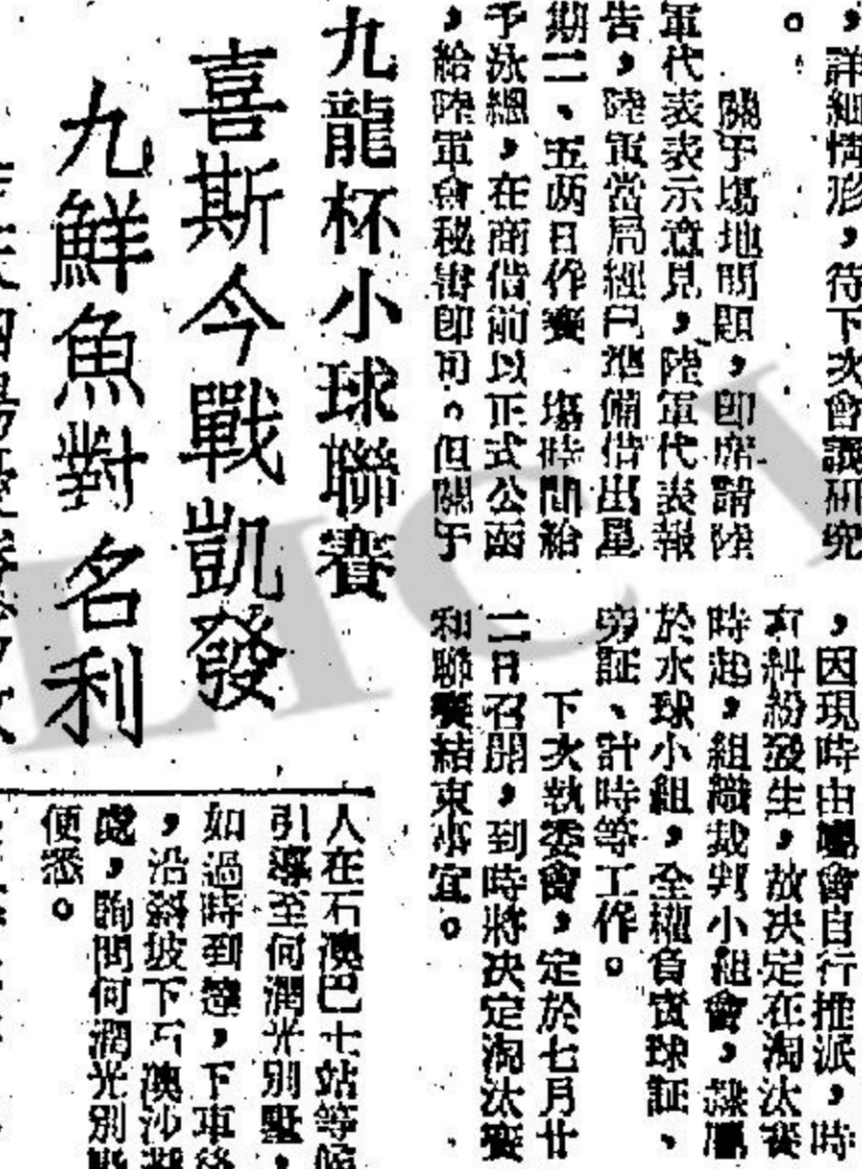 ，詳細情形，待下次會議研究
。
關于塲地問題，即席請陸
軍代表表示意見，陸軍代表報
告，陸軍當局經已準備借出星
期二、五两日作賽塲時間給
予泳總，在商借前以正式公函
，給陸軍會秘書即可。但關于
，因現時由屬會自行推派，時
有糾紛發生，故决定在淘汰賽
時起，組織裁判小組會，隸屬
於水球小組，全權負責球証、
旁証、計時等工作。
下次執委會，定於七月廿
二日召開，到時將决定淘汰賽
和聯賽結束事宜。
九龍杯小球聯賽
喜斯今戰凱發
九鮮魚對名利
人在石澳巴士站等候
引導至何潤光別墅，
如過時到達，下車後
，沿斜坡下石澳沙灘
處，詢問何潤光別墅
便悉。